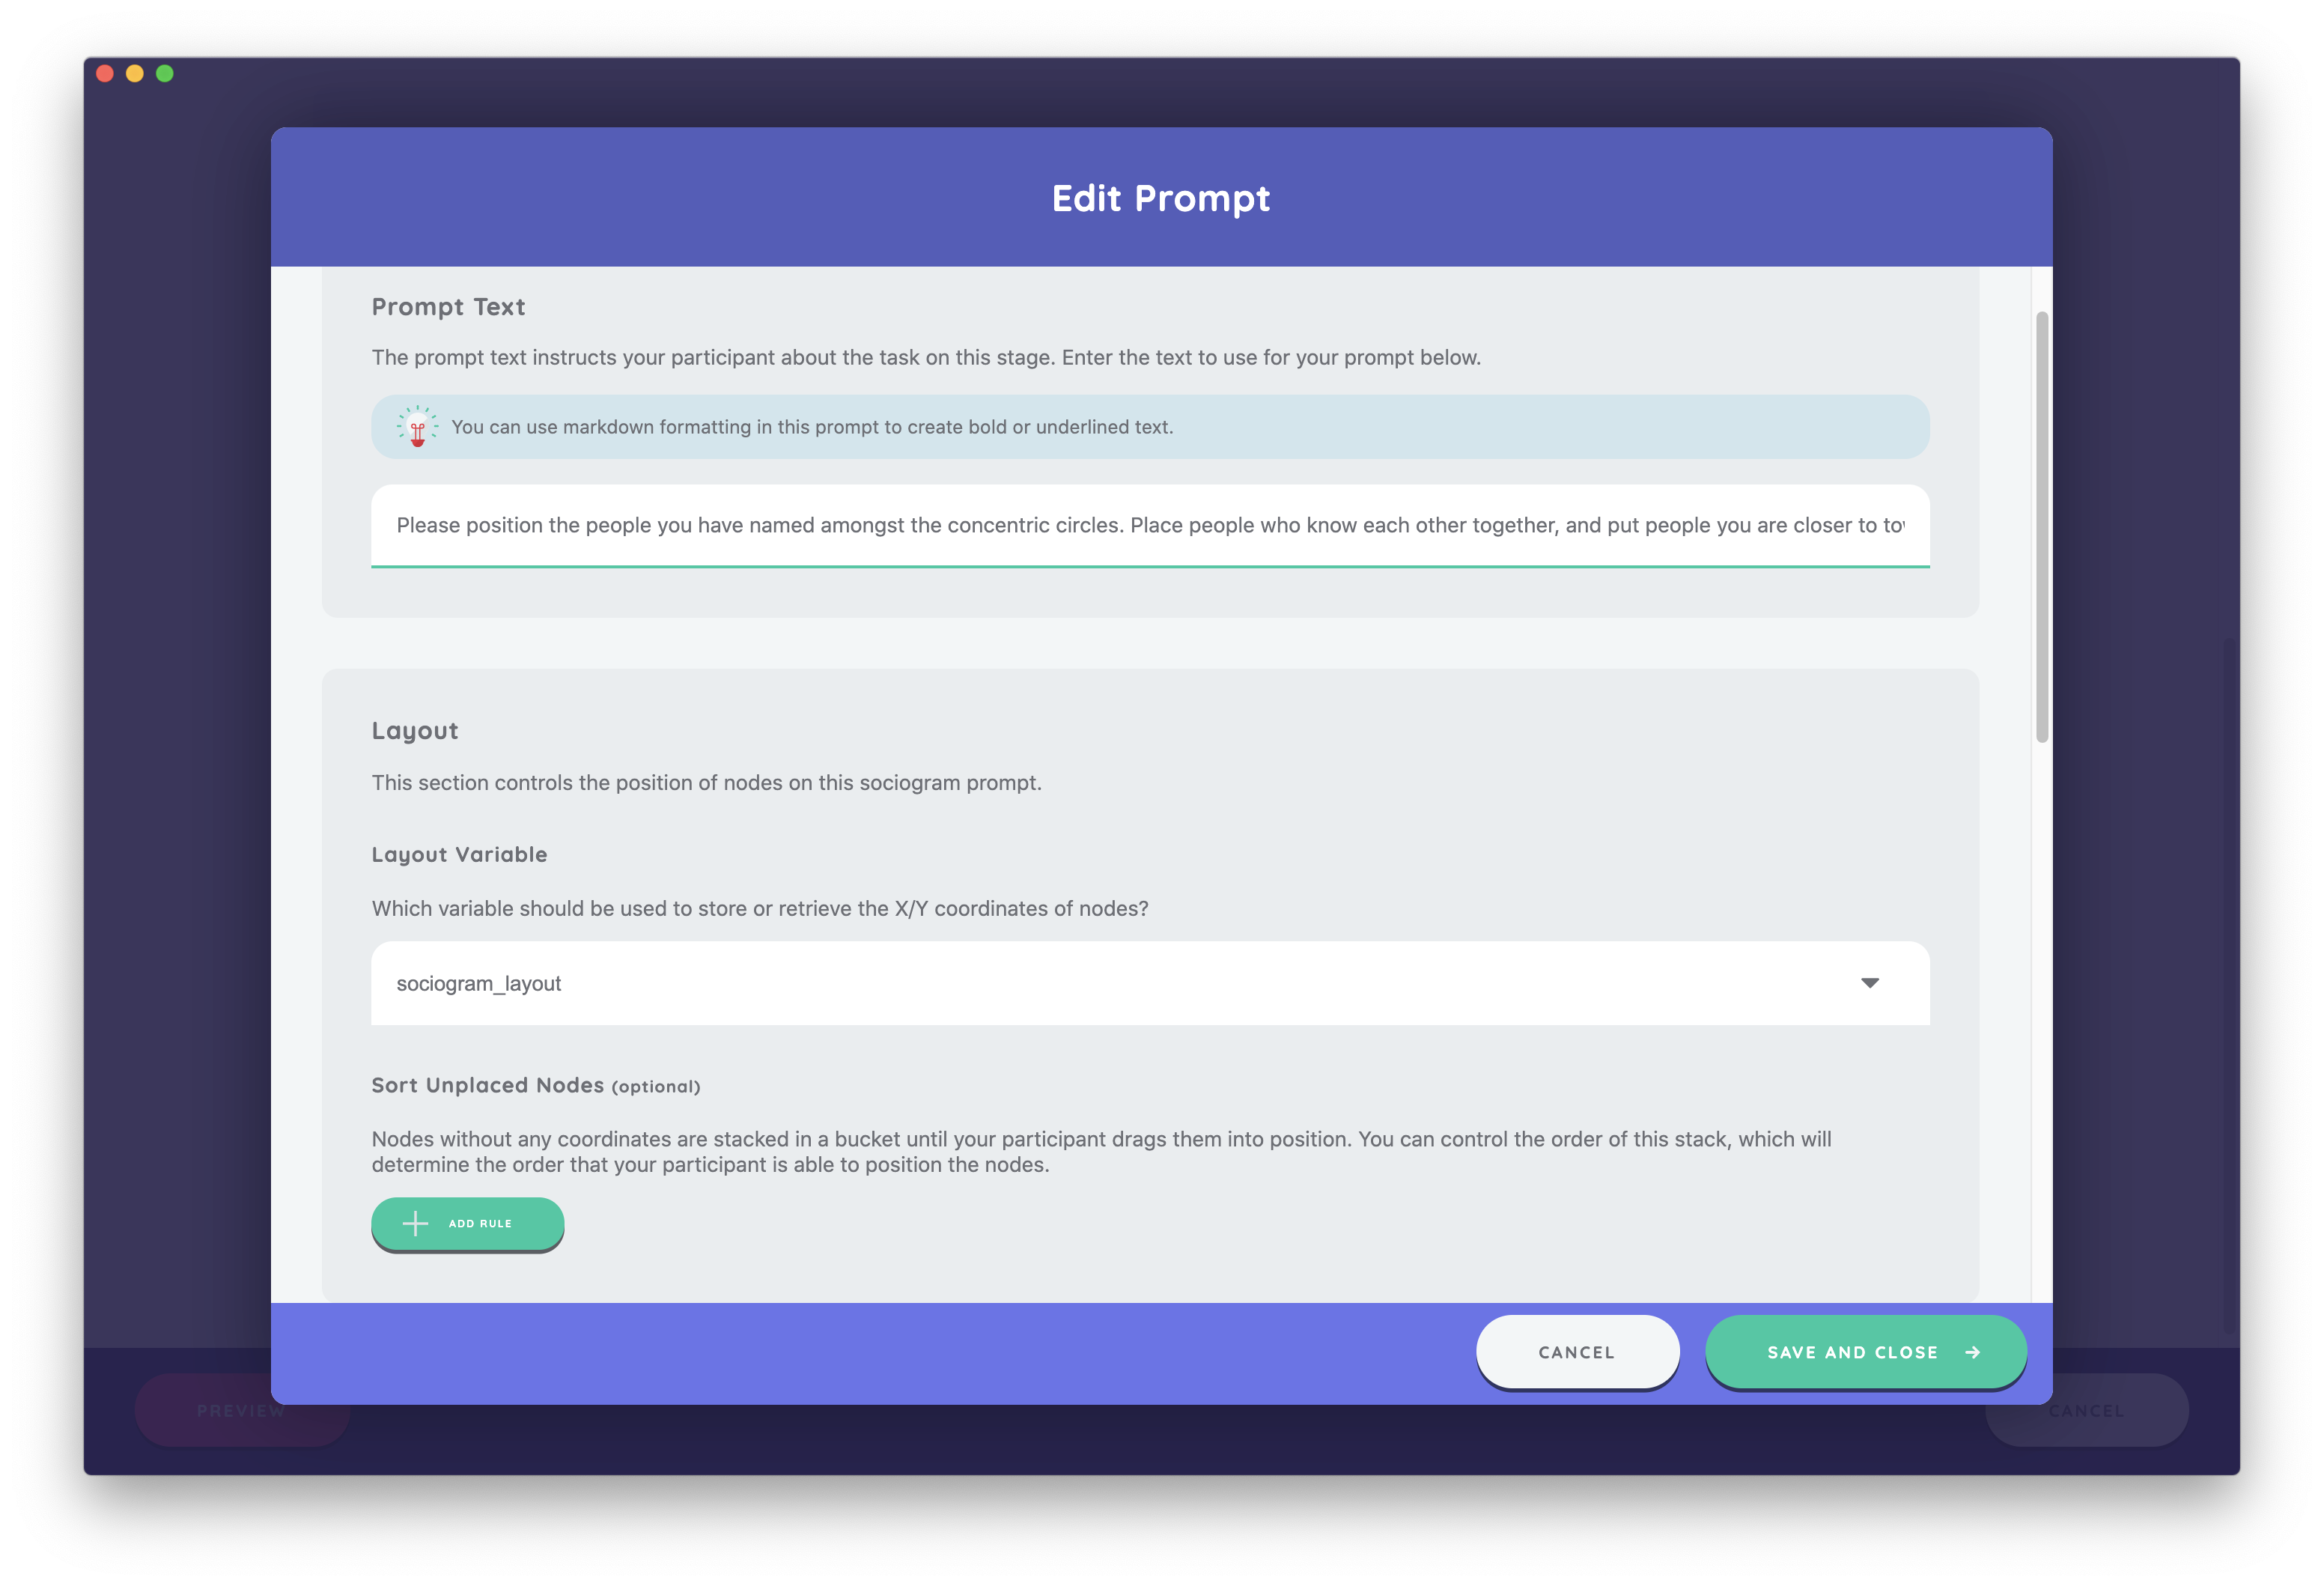 Edit Prompt
Prompt Text
The prompt text instructs your participant about the task on this stage. Enter the text to use for your prompt below.
You can use markdown formatting in this prompt to create bold or underlined text.
Please position the people you have named amongst the concentric circles. Place people who know each other together, and put people you are closer to
Layout
This section controls the position of nodes on this sociogram prompt.
Layout Variable
Which variable should be used to store or retrieve the X/Y coordinates of nodes?
sociogram_layout
Sort Unplaced Nodes (optional)
Nodes without any coordinates are stacked in a bucket until your participant drags them into position. You can control the order of this stack, which will
determine the order that your participant is able to position the nodes.
ADD RULE
CANCEL
SAVE AND CLOSE
PREVIEW
CANCEL